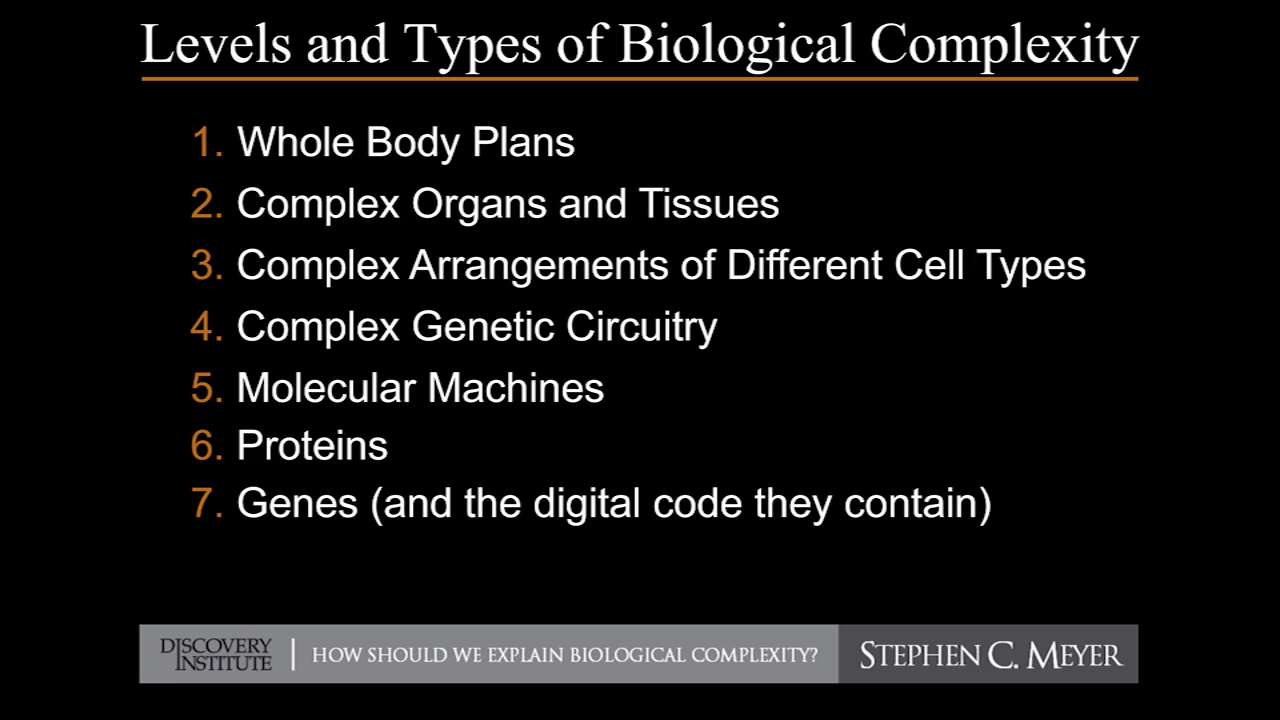 Levels and Types of Biological Complexity
1. Whole Body Plans
2. Complex Organs and Tissues
3. Complex Arrangements of Different Cell Types
4. Complex Genetic Circuitry
5. Molecular Machines
6. Proteins
7. Genes (and the digital code they contain)
DISCOVERY
INSTITUTE
HOW SHOULD WE EXPLAIN BIOLOGICAL COMPLEXITY?
STEPHEN C. MEYER